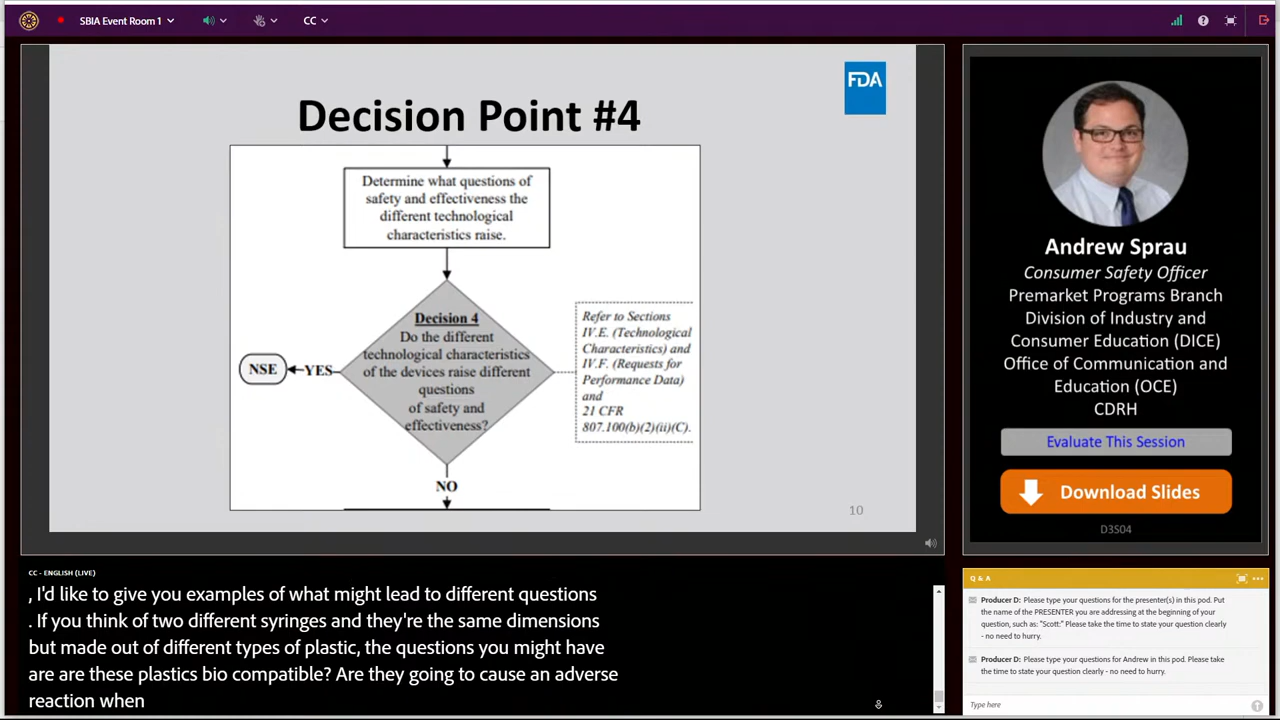 SBIA Event Room 1
CC
FDA
Decision Point #4
Determine what questions of
safety and effectiveness the
different technological
characteristics raise.
Decision 4
Do the different
technological characteristics
of the devices raise different
questions
of safety and
effectiveness?
NSE
YES
Refer to Sections
IV.E. (Technological
Characteristics) and
IV.F. (Requests for
Performance Data)
and
21 CFR
807.100(b)(2)(ii)(C).
NO
10
Andrew Sprau
Consumer Safety Officer
Premarket Programs Branch
Division of Industry and
Consumer Education (DICE)
Office of Communication and
Education (OCE)
CDRH
Evaluate This Session
Download Slides
D3S04
CC - ENGLISH (LIVE)
, I'd like to give you examples of what might lead to different questions
. If you think of two different syringes and they're the same dimensions
but made out of different types of plastic, the questions you might have
are are these plastics bio compatible? Are they going to cause an adverse
reaction when
Q & A
Producer D: Please type your questions for the presenter(s) in this pod. Put
the name of the PRESENTER you are addressing at the beginning of your
question, such as: "Scott:" Please take the time to state your question clearly
- no need to hurry.
Producer D: Please type your questions for Andrew in this pod. Please take
the time to state your question clearly - no need to hurry.
Type here